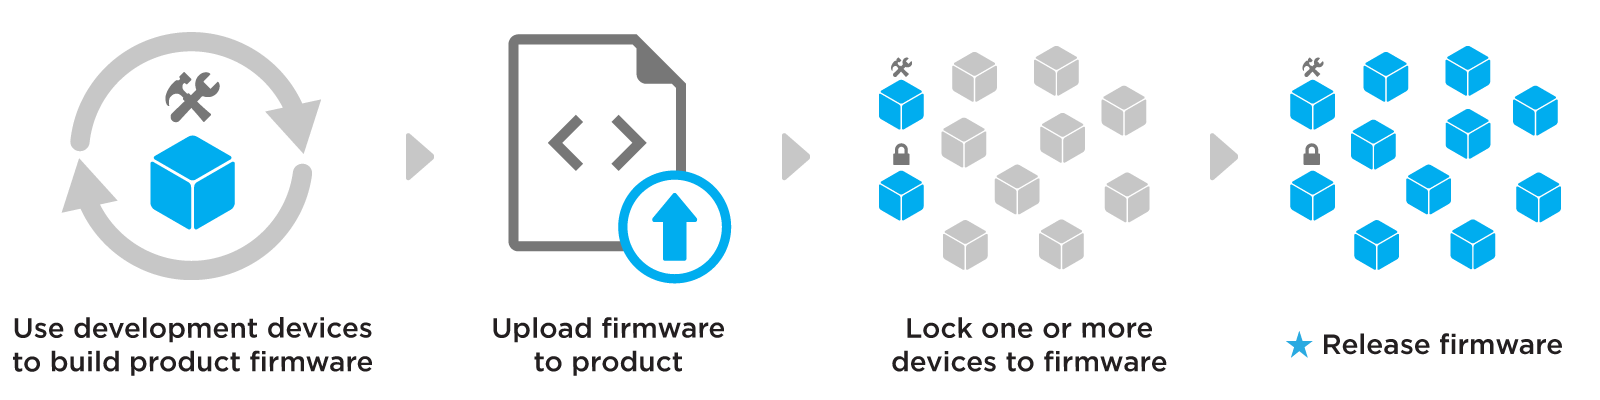 Use development devices
to build product firmware
Upload firmware
to product
Lock one or more
devices to firmware
Release firmware